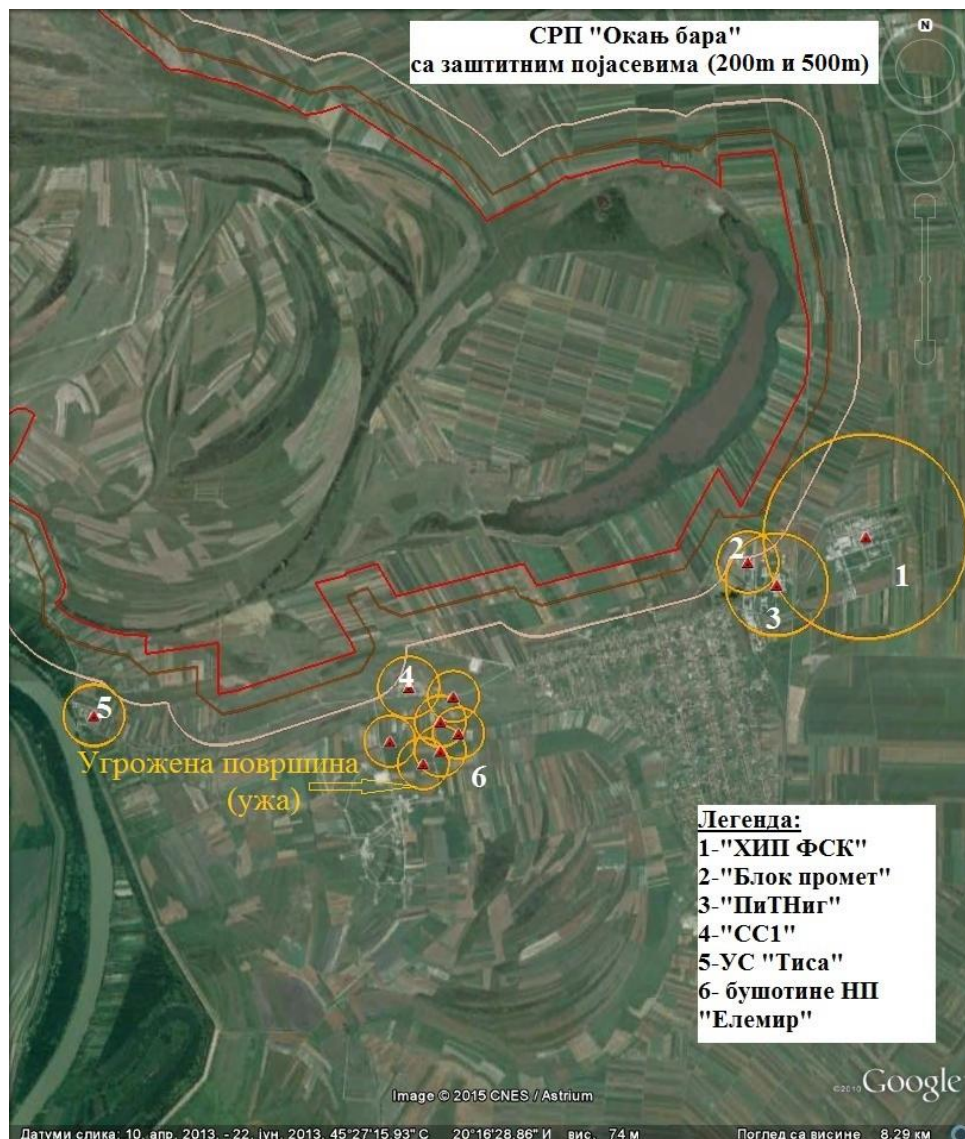 СРП "Окањ бара"
са заштитним појасевима (200m и 500m)
N
1
2
3
4
5
6
Угрожена површина
(ужа)
Легенда:
1-"ХИП ФСК"
2-"Блок промет"
3-"ПиТНиг"
4-"СС1"
5-УС "Тиса"
6- бушотине НП
"Елемир"
Image © 2015 CNES / Astrium
©2010 Google
Датуми слика: 10. апр. 2013. - 22. јун. 2013. 45°27'15.93" С 20°16'28.86" И вис. 74 м Поглед са висине 8.29 км